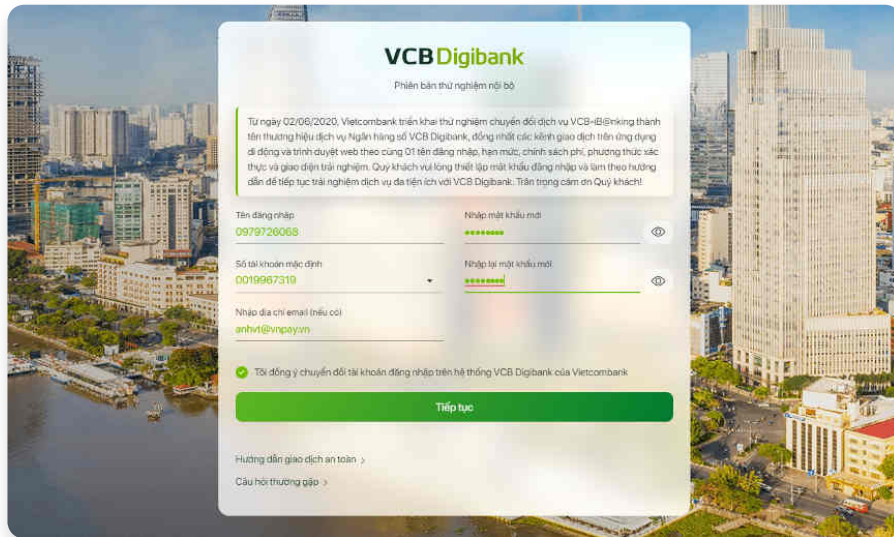 VCB Digibank
Phiên bản thử nghiệm nội bộ
Từ ngày 02/06/2020, Vietcombank triển khai thử nghiệm chuyển đổi dịch vụ VCB-iB@nking thành
tên thương hiệu dịch vụ Ngân hàng số VCB Digibank, đồng nhất các kênh giao dịch trên ứng dụng
di động và trình duyệt web theo cùng 01 tên đăng nhập, hạn mức, chính sách phí, phương thức xác
thực và giao diện trải nghiệm. Quý khách vui lòng thiết lập mật khẩu đăng nhập và làm theo hướng
dẫn để tiếp tục trải nghiệm dịch vụ đa tiện ích với VCB Digibank. Trân trọng cám ơn Quý khách!
Tên đăng nhập
0979726068
Nhập mật khẩu mới
Số tài khoản mặc định
0019967319
Nhập lại mật khẩu mới
Nhập địa chỉ email (nếu có)
anhvt@vnpay.vn
Tôi đồng ý chuyển đổi tài khoản đăng nhập trên hệ thống VCB Digibank của Vietcombank
Tiếp tục
Hướng dẫn giao dịch an toàn >
Câu hỏi thường gặp >